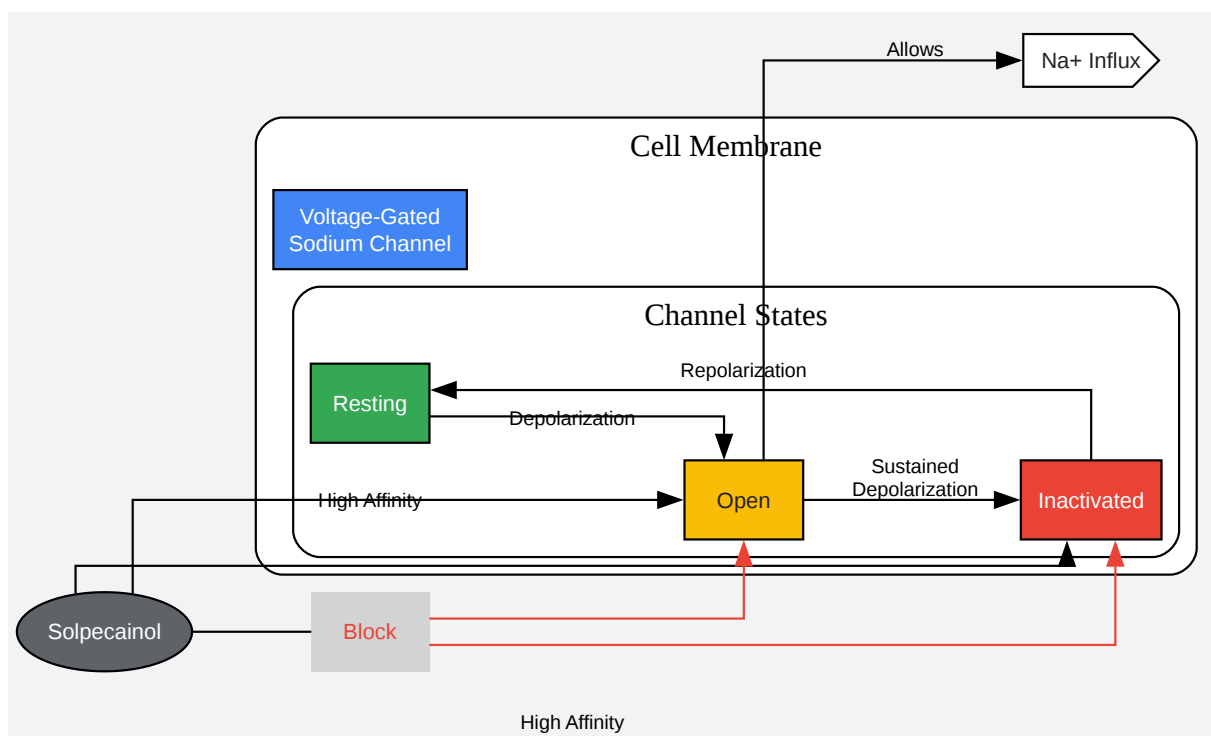 Allows
Na+ Influx
Cell Membrane
Voltage-Gated
Sodium Channel
Channel States
Repolarization
Resting
Depolarization
Sustained
Depolarization
High Affinity
Open
Inactivated
Solpecainol
Block
High Affinity